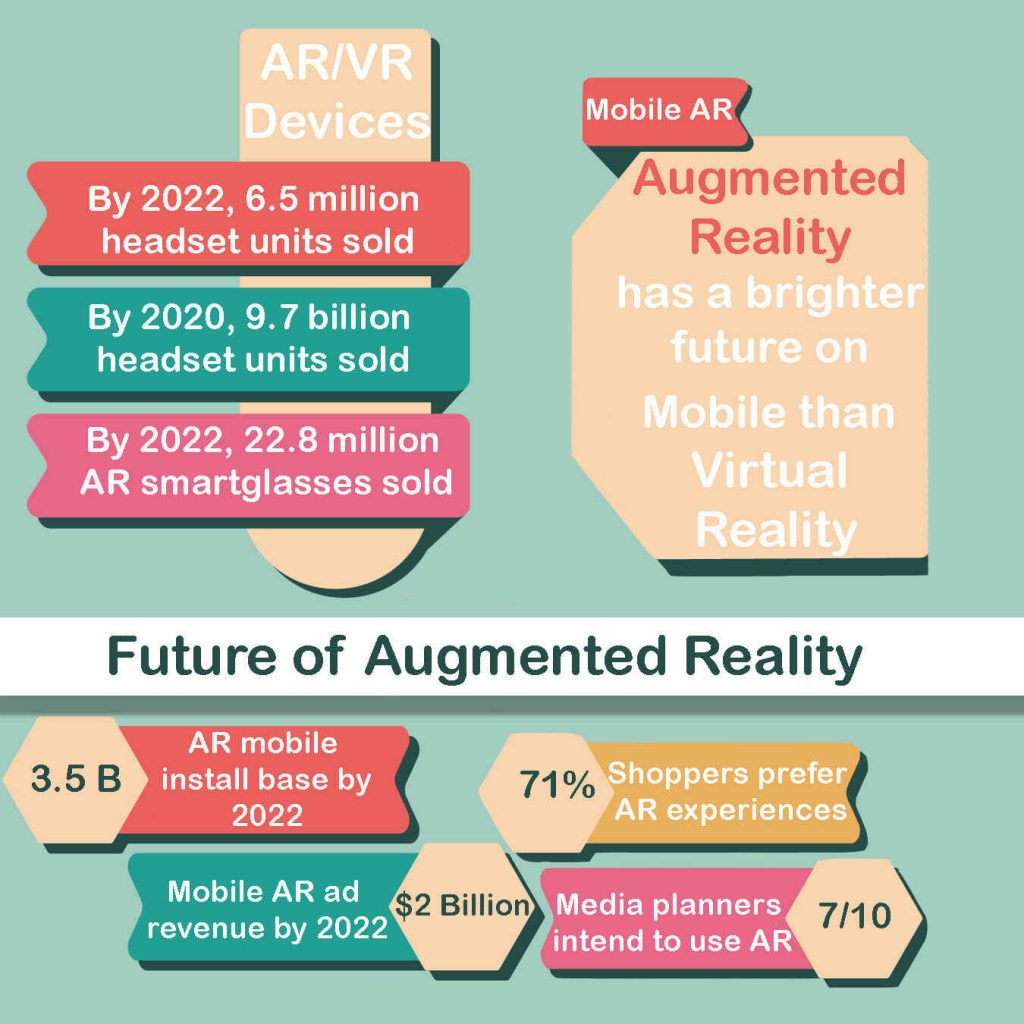 AR/VR
Devices
By 2022, 6.5 million
headset units sold
By 2020, 9.7 billion
headset units sold
By 2022, 22.8 million
AR smartglasses sold
Mobile AR
Augmented
Reality
has a brighter
future on
Mobile than
Virtual
Reality
Future of Augmented Reality
3.5 B
AR mobile
install base by
2022
71%
Shoppers prefer
AR experiences
Mobile AR ad
revenue by 2022
$2 Billion
Media planners
intend to use AR
7/10